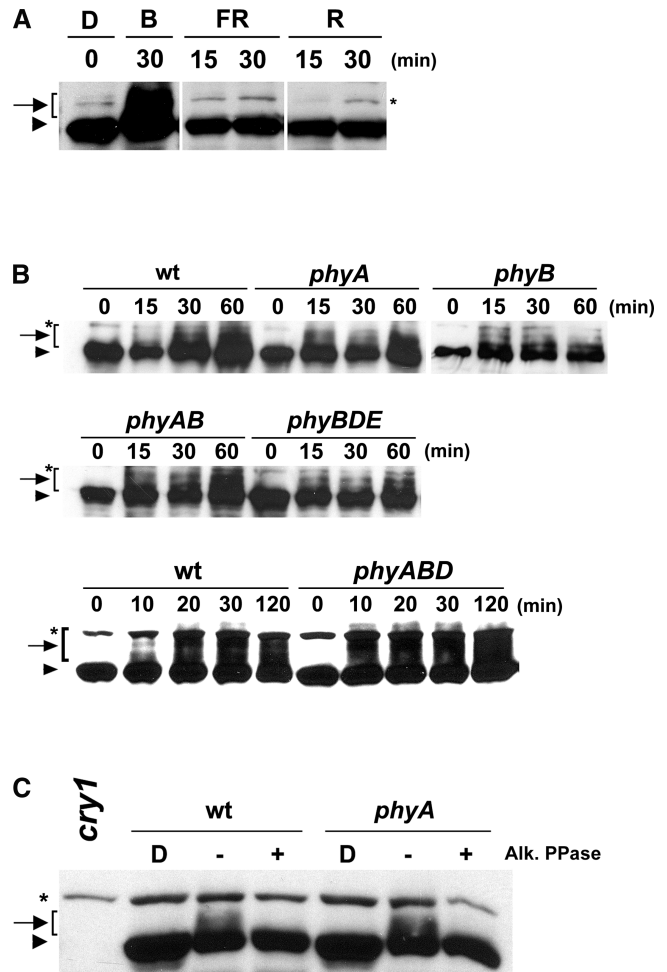 A D B FR R
0 30 15 30 15 30 (min)
*
B wt phyA phyB
0 15 30 60 0 15 30 60 0 15 30 60 (min)
*
phyAB phyBDE
0 15 30 60 0 15 30 60 (min)
*
wt phyABD
0 10 20 30 120 0 10 20 30 120 (min)
*
C cry1 wt phyA
D - + D - + Alk. PPase
*